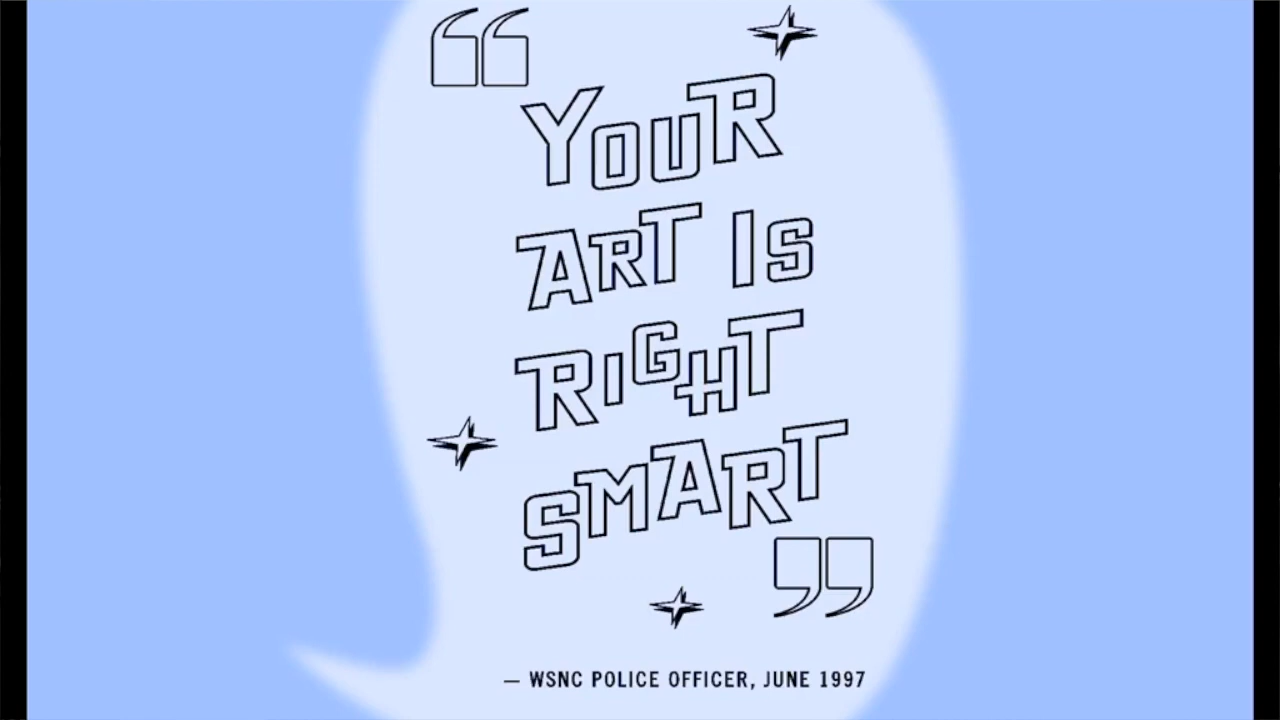 “
YOUR
ART IS
RIGHT
SMART
”
— WSNC POLICE OFFICER, JUNE 1997